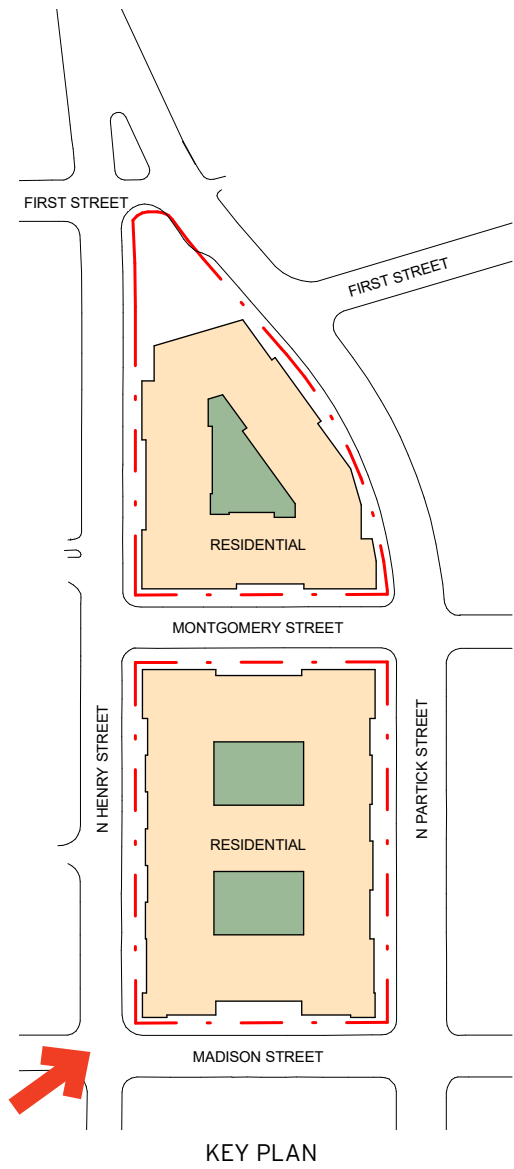 FIRST STREET
FIRST STREET
RESIDENTIAL
MONTGOMERY STREET
N HENRY STREET
N PARTICK STREET
RESIDENTIAL
MADISON STREET
KEY PLAN